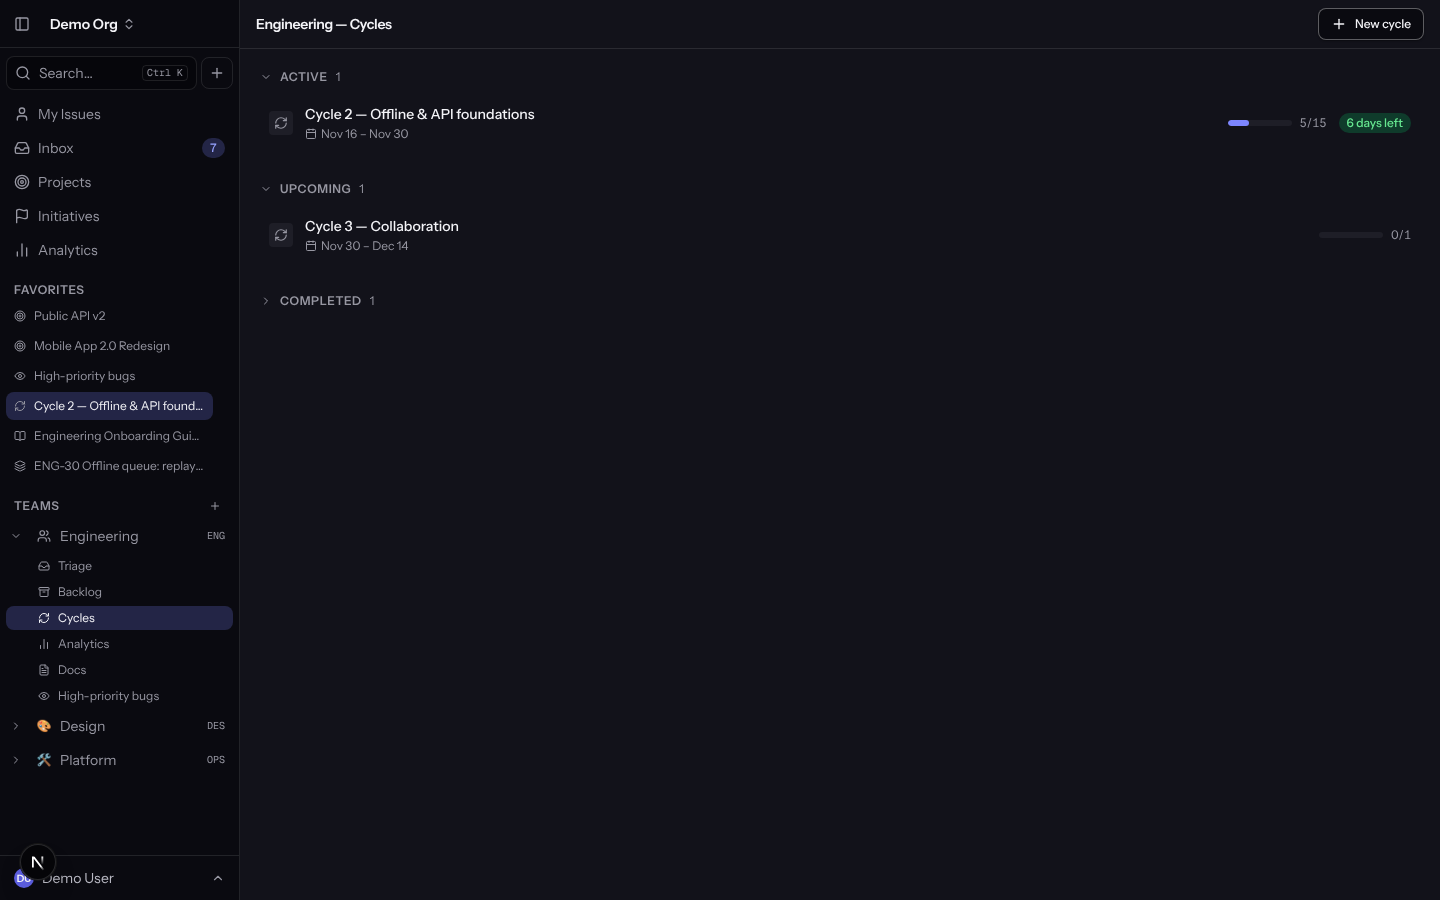 Demo Org
Search...
Ctrl K
My Issues
Inbox
7
Projects
Initiatives
Analytics
FAVORITES
Public API v2
Mobile App 2.0 Redesign
High-priority bugs
Cycle 2 — Offline & API found...
Engineering Onboarding Gui...
ENG-30 Offline queue: replay...
TEAMS
Engineering
ENG
Triage
Backlog
Cycles
Analytics
Docs
High-priority bugs
🎨 Design
DES
🛠️ Platform
OPS
N
Demo User
Engineering — Cycles
New cycle
ACTIVE 1
Cycle 2 — Offline & API foundations
Nov 16 – Nov 30
5/15
6 days left
UPCOMING 1
Cycle 3 — Collaboration
Nov 30 – Dec 14
0/1
COMPLETED 1